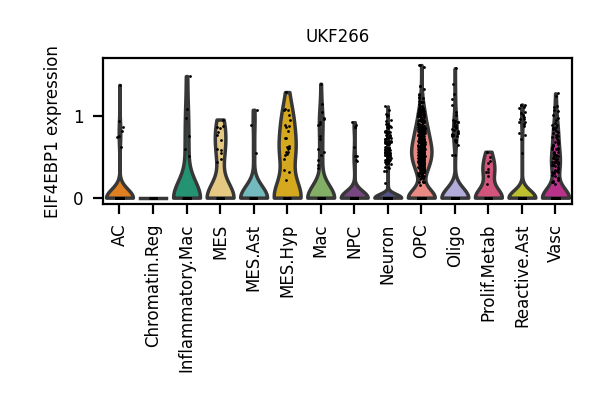 UKF266
EIF4EBP1 expression
1
0
AC
Chromatin.Reg
Inflammatory.Mac
MES
MES.Ast
MES.Hyp
Mac
NPC
Neuron
OPC
Oligo
Prolif.Metab
Reactive.Ast
Vasc